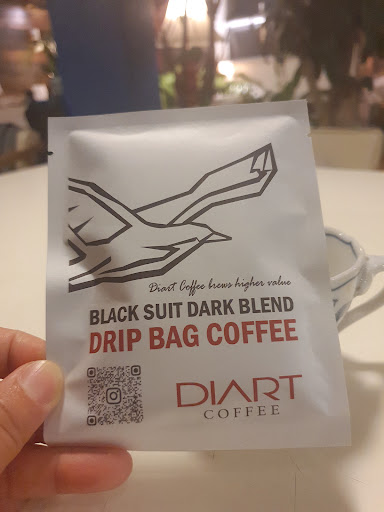 Diart Coffee brews higher value
BLACK SUIT DARK BLEND
DRIP BAG COFFEE
DIART
COFFEE